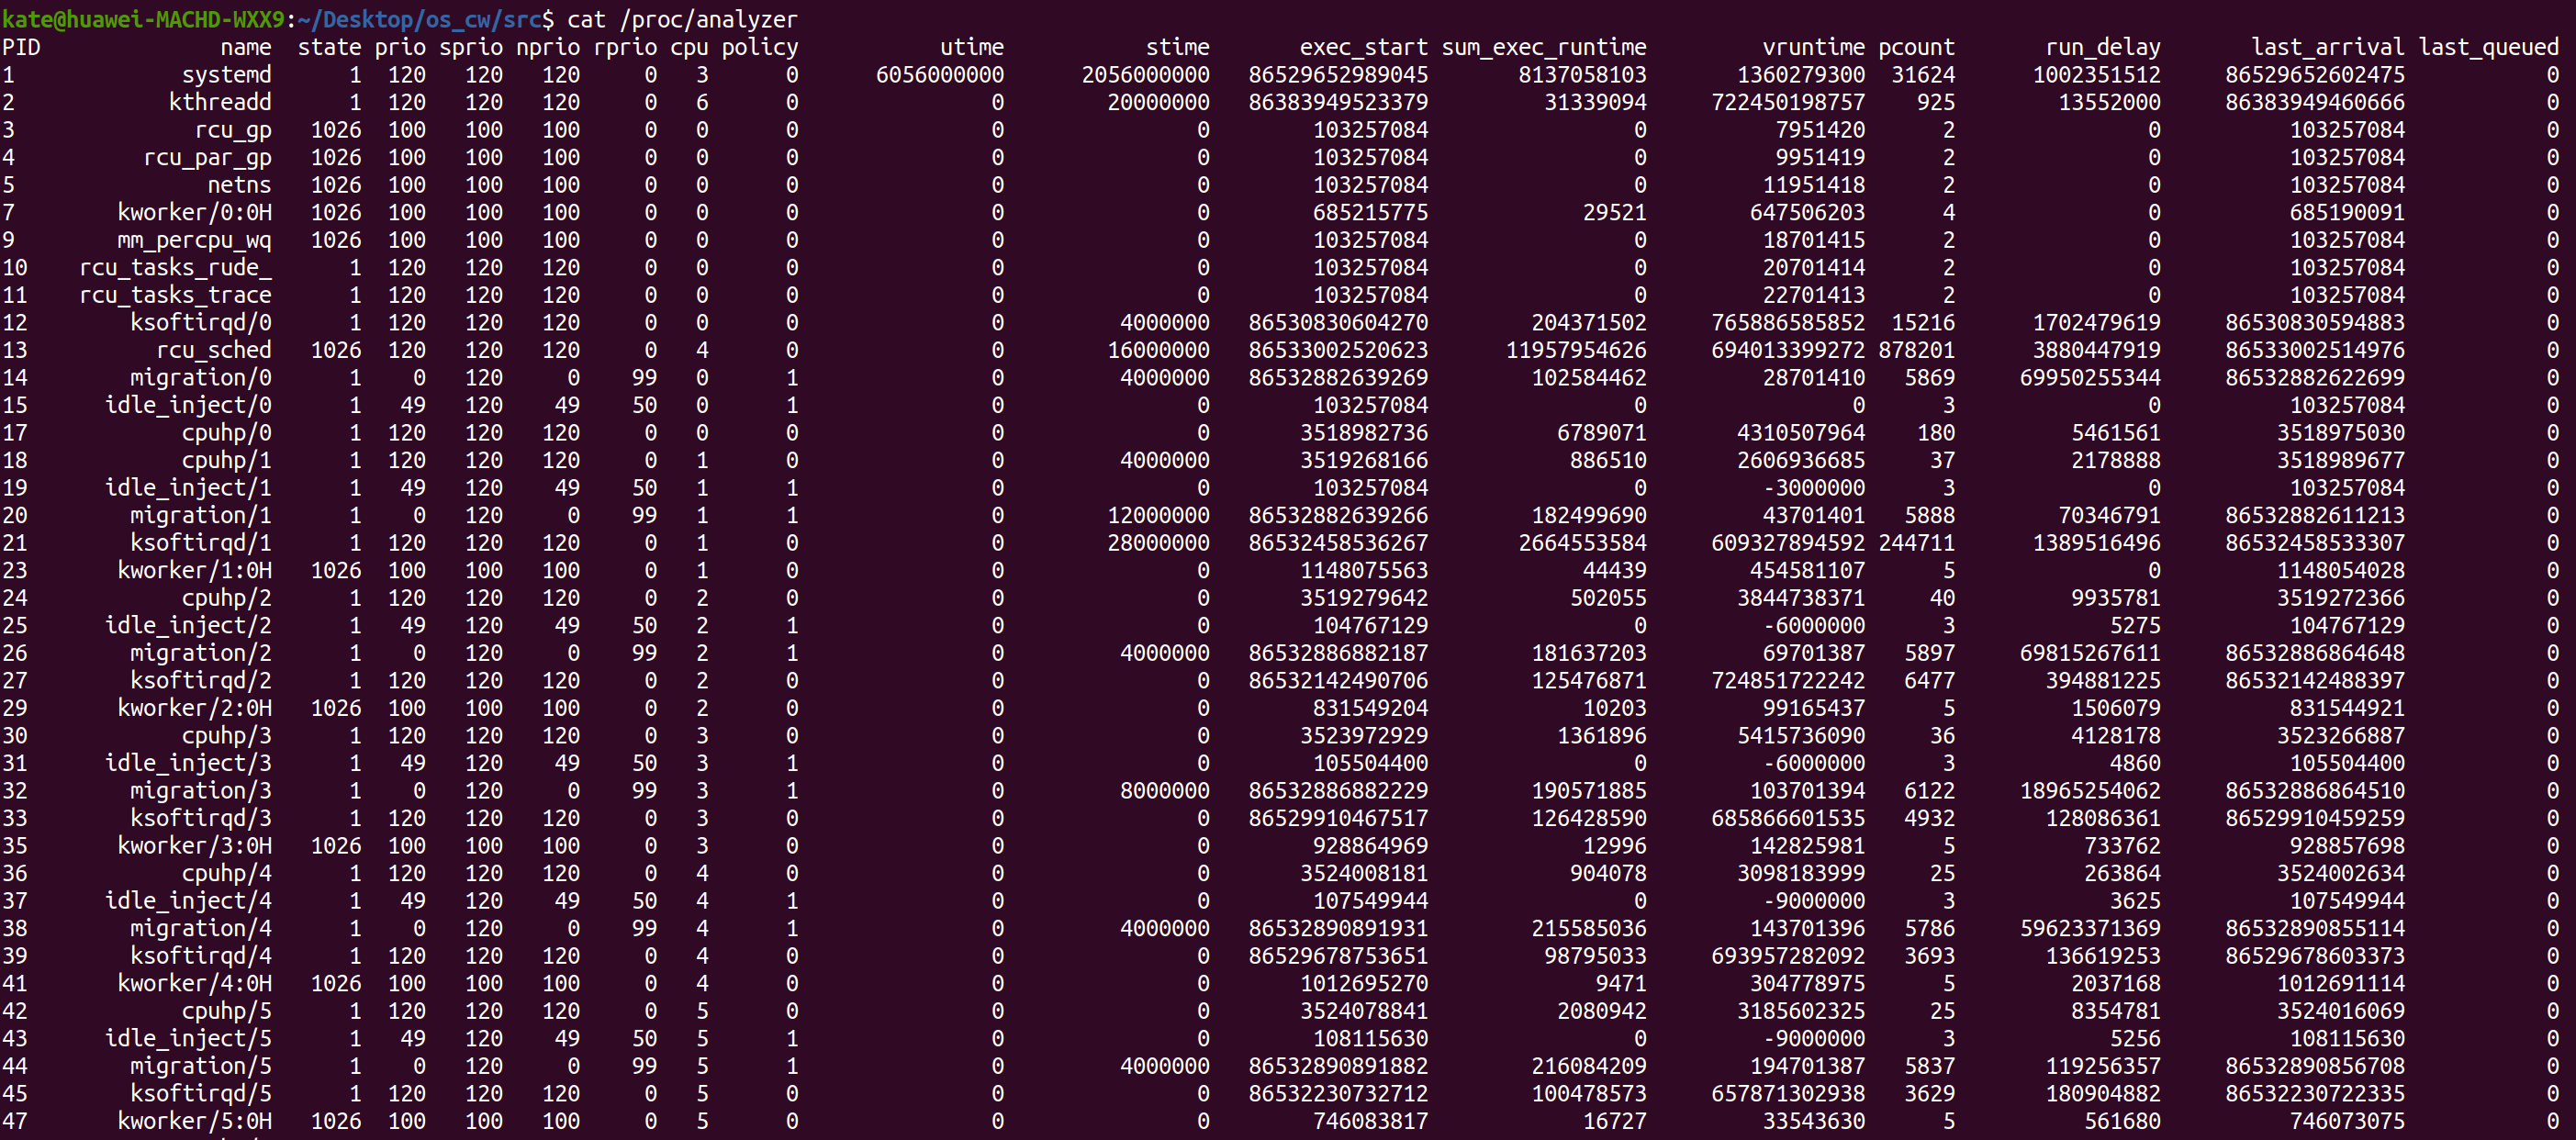 kate@huawei-MACHD-WXX9:~/Desktop/os_cw/src$ cat /proc/analyzer
PID name state prio sprio nprio rprio cpu policy utime stime exec_start sum_exec_runtime vruntime pcount run_delay last_arrival last_queued
1 systemd 1 120 120 120 0 3 0 6056000000 2056000000 86529652989045 8137058103 1360279300 31624 1002351512 86529652602475 0
2 kthreadd 1 120 120 120 0 6 0 0 20000000 86383949523379 31339094 722450198757 925 13552000 86383949460666 0
3 rcu_gp 1026 100 100 100 0 0 0 0 0 103257084 0 7951420 2 0 103257084 0
4 rcu_par_gp 1026 100 100 100 0 0 0 0 0 103257084 0 9951419 2 0 103257084 0
5 netns 1026 100 100 100 0 0 0 0 0 103257084 0 11951418 2 0 103257084 0
7 kworker/0:0H 1026 100 100 100 0 0 0 0 0 685215775 29521 647506203 4 0 685190091 0
9 mm_percpu_wq 1026 100 100 100 0 0 0 0 0 103257084 0 18701415 2 0 103257084 0
10 rcu_tasks_rude_ 1 120 120 120 0 0 0 0 0 103257084 0 20701414 2 0 103257084 0
11 rcu_tasks_trace 1 120 120 120 0 0 0 0 0 103257084 0 22701413 2 0 103257084 0
12 ksoftirqd/0 1 120 120 120 0 0 0 0 4000000 86530830604270 204371502 765886585852 15216 1702479619 86530830594883 0
13 rcu_sched 1026 120 120 120 0 4 0 0 16000000 86533002520623 11957954626 694013399272 878201 3880447919 86533002514976 0
14 migration/0 1 0 120 0 99 0 1 0 4000000 86532882639269 102584462 28701410 5869 69950255344 86532882622699 0
15 idle_inject/0 1 49 120 49 50 0 1 0 0 103257084 0 0 3 0 103257084 0
17 cpuhp/0 1 120 120 120 0 0 0 0 0 3518982736 6789071 4310507964 180 5461561 3518975030 0
18 cpuhp/1 1 120 120 120 0 1 0 0 4000000 3519268166 886510 2606936685 37 2178888 3518989677 0
19 idle_inject/1 1 49 120 49 50 1 1 0 0 103257084 0 -3000000 3 0 103257084 0
20 migration/1 1 0 120 0 99 1 1 0 12000000 86532882639266 182499690 43701401 5888 70346791 86532882611213 0
21 ksoftirqd/1 1 120 120 120 0 1 0 0 28000000 86532458536267 2664553584 609327894592 244711 1389516496 86532458533307 0
23 kworker/1:0H 1026 100 100 100 0 1 0 0 0 1148075563 44439 454581107 5 0 1148054028 0
24 cpuhp/2 1 120 120 120 0 2 0 0 0 3519279642 502055 3844738371 40 9935781 3519272366 0
25 idle_inject/2 1 49 120 49 50 2 1 0 0 104767129 0 -6000000 3 5275 104767129 0
26 migration/2 1 0 120 0 99 2 1 0 4000000 86532886882187 181637203 69701387 5897 69815267611 86532886864648 0
27 ksoftirqd/2 1 120 120 120 0 2 0 0 0 86532142490706 125476871 724851722242 6477 394881225 86532142488397 0
29 kworker/2:0H 1026 100 100 100 0 2 0 0 0 831549204 10203 99165437 5 1506079 831544921 0
30 cpuhp/3 1 120 120 120 0 3 0 0 0 3523972929 1361896 5415736090 36 4128178 3523266887 0
31 idle_inject/3 1 49 120 49 50 3 1 0 0 105504400 0 -6000000 3 4860 105504400 0
32 migration/3 1 0 120 0 99 3 1 0 8000000 86532886882229 190571885 103701394 6122 18965254062 86532886864510 0
33 ksoftirqd/3 1 120 120 120 0 3 0 0 0 86529910467517 126428590 685866601535 4932 128086361 86529910459259 0
35 kworker/3:0H 1026 100 100 100 0 3 0 0 0 928864969 12996 142825981 5 733762 928857698 0
36 cpuhp/4 1 120 120 120 0 4 0 0 0 3524008181 904078 3098183999 25 263864 3524002634 0
37 idle_inject/4 1 49 120 49 50 4 1 0 0 107549944 0 -9000000 3 3625 107549944 0
38 migration/4 1 0 120 0 99 4 1 0 4000000 86532890891931 215585036 143701396 5786 59623371369 86532890855114 0
39 ksoftirqd/4 1 120 120 120 0 4 0 0 0 86529678753651 98795033 693957282092 3693 136619253 86529678603373 0
41 kworker/4:0H 1026 100 100 100 0 4 0 0 0 1012695270 9471 304778975 5 2037168 1012691114 0
42 cpuhp/5 1 120 120 120 0 5 0 0 0 3524078841 2080942 3185602325 25 8354781 3524016069 0
43 idle_inject/5 1 49 120 49 50 5 1 0 0 108115630 0 -9000000 3 5256 108115630 0
44 migration/5 1 0 120 0 99 5 1 0 4000000 86532890891882 216084209 194701387 5837 119256357 86532890856708 0
45 ksoftirqd/5 1 120 120 120 0 5 0 0 0 86532230732712 100478573 657871302938 3629 180904882 86532230722335 0
47 kworker/5:0H 1026 100 100 100 0 5 0 0 0 746083817 16727 33543630 5 561680 746073075 0